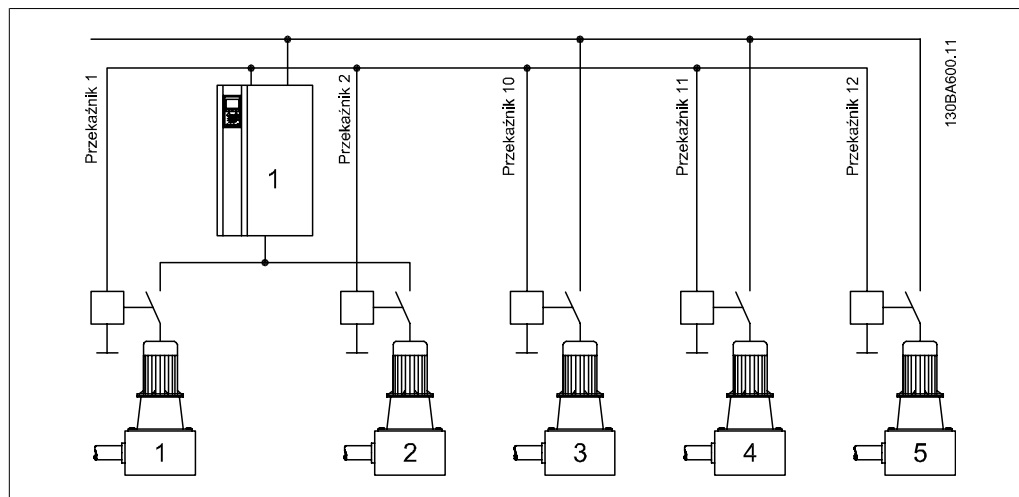 Przekaźnik 1
Przekaźnik 2
Przekaźnik 10
Przekaźnik 11
Przekaźnik 12
130BA600.11
1
1
2
3
4
5